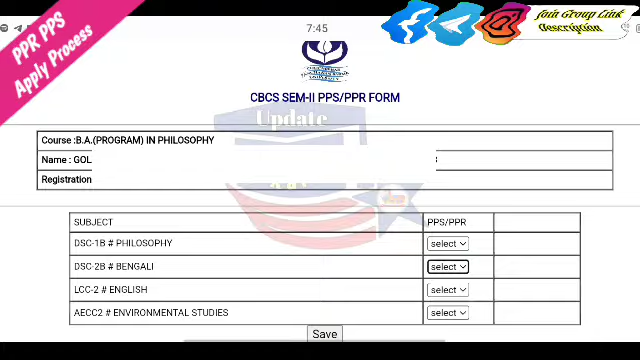 PPR PPS
Apply Process
7:45
join Group Link
description
CBCS SEM-II PPS/PPR FORM
Update
Course :B.A.(PROGRAM) IN PHILOSOPHY
Name : GOL
Registration
SUBJECT PPS/PPR
DSC-1B # PHILOSOPHY select
DSC-2B # BENGALI select
LCC-2 # ENGLISH select
AECC2 # ENVIRONMENTAL STUDIES select
Save